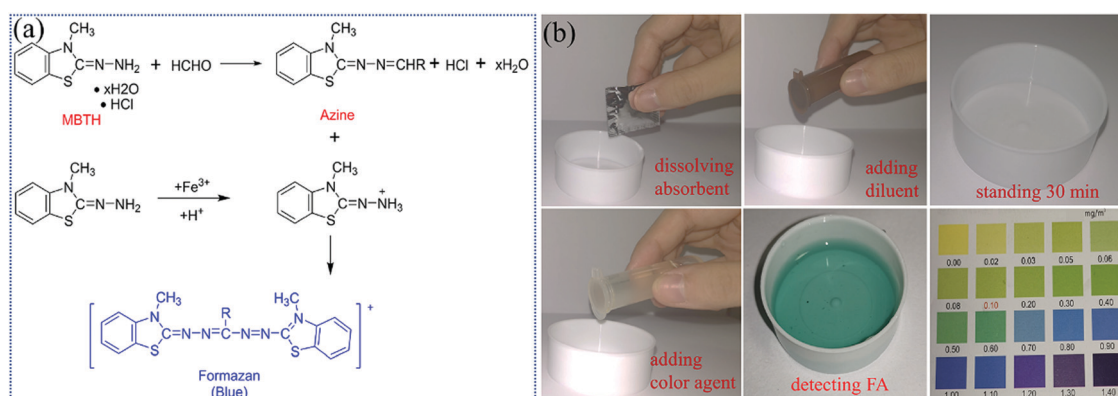 (a)
CH₃
N
=N−NH₂ + HCHO
S
• xH2O
• HCl
MBTH
CH₃
N
=N−N=CHR + HCl + xH₂O
S
Azine
+
CH₃
N
=N−NH₂
S
+Fe³⁺
+H⁺
CH₃
N
=N−NH₃
+
S
CH₃
H₃C
N
R
N
=N−N=C−N=N−
S
S
+
Formazan
(Blue)
(b)
dissolving
absorbent
adding
diluent
standing 30 min
adding
color agent
detecting FA
mg/m³
0.00 0.02 0.03 0.05 0.06
0.08 0.10 0.20 0.30 0.40
0.50 0.60 0.70 0.80 0.90
1.00 1.10 1.20 1.30 1.40